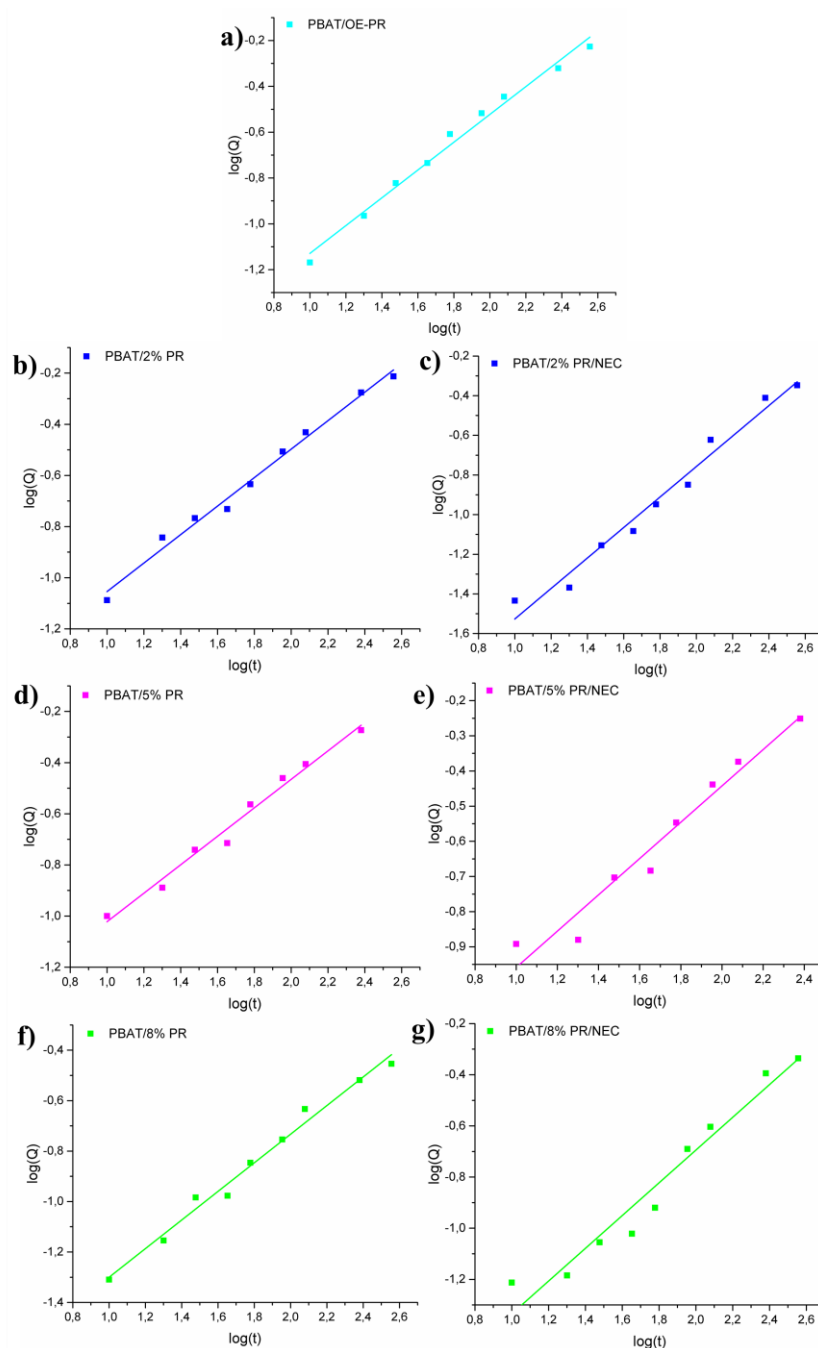 a)
PBAT/OE-PR
log(Q)
-0,2
-0,4
-0,6
-0,8
-1,0
-1,2
0,8 1,0 1,2 1,4 1,6 1,8 2,0 2,2 2,4 2,6
log(t)
b)
PBAT/2% PR
log(Q)
-0,2
-0,4
-0,6
-0,8
-1,0
-1,2
0,8 1,0 1,2 1,4 1,6 1,8 2,0 2,2 2,4 2,6
log(t)
c)
PBAT/2% PR/NEC
log(Q)
-0,2
-0,4
-0,6
-0,8
-1,0
-1,2
-1,4
-1,6
0,8 1,0 1,2 1,4 1,6 1,8 2,0 2,2 2,4 2,6
log(t)
d)
PBAT/5% PR
log(Q)
-0,2
-0,4
-0,6
-0,8
-1,0
-1,2
0,8 1,0 1,2 1,4 1,6 1,8 2,0 2,2 2,4 2,6
log(t)
e)
PBAT/5% PR/NEC
log(Q)
-0,2
-0,3
-0,4
-0,5
-0,6
-0,7
-0,8
-0,9
0,8 1,0 1,2 1,4 1,6 1,8 2,0 2,2 2,4
log(t)
f)
PBAT/8% PR
log(Q)
-0,4
-0,6
-0,8
-1,0
-1,2
-1,4
0,8 1,0 1,2 1,4 1,6 1,8 2,0 2,2 2,4 2,6
log(t)
g)
PBAT/8% PR/NEC
log(Q)
-0,2
-0,4
-0,6
-0,8
-1,0
-1,2
0,8 1,0 1,2 1,4 1,6 1,8 2,0 2,2 2,4 2,6
log(t)